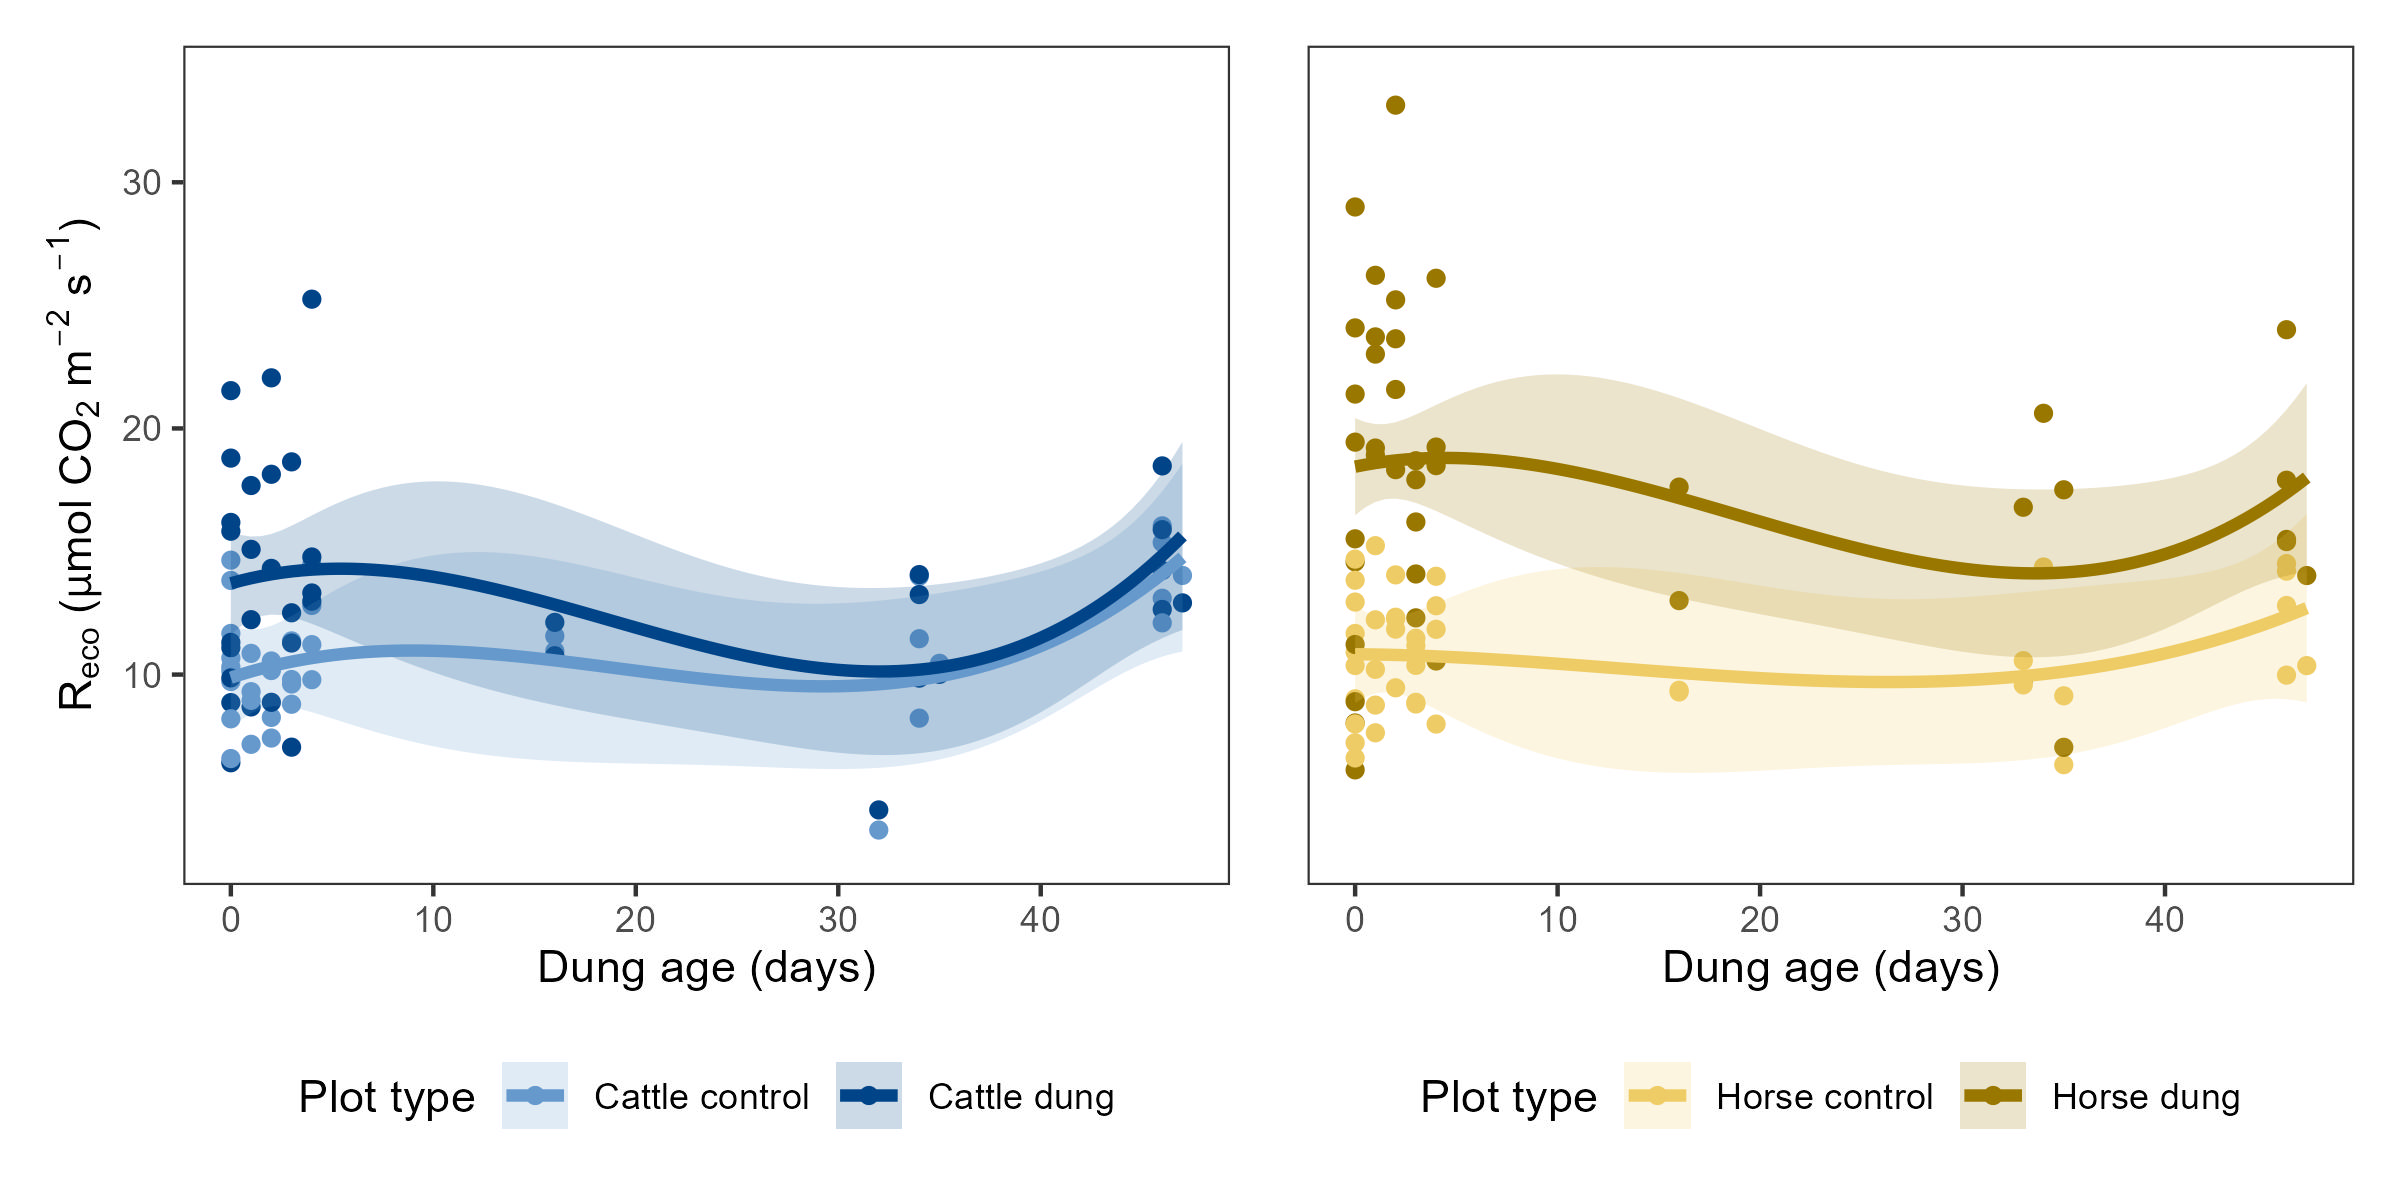 R_eco (µmol CO₂ m⁻² s⁻¹)
30
20
10
0 10 20 30 40
0 10 20 30 40
Dung age (days)
Dung age (days)
Plot type Cattle control Cattle dung
Plot type Horse control Horse dung